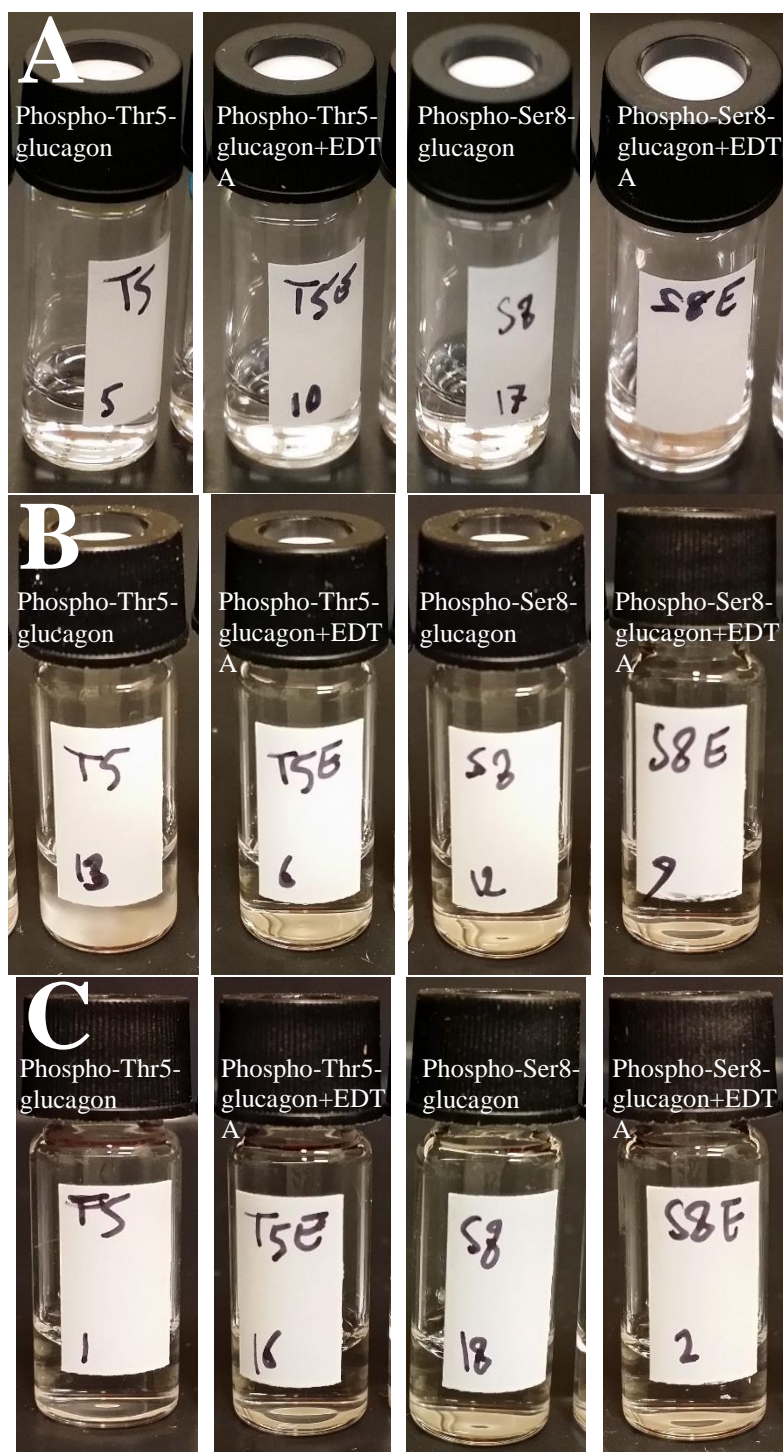 A
Phospho-Thr5-
glucagon
Phospho-Thr5-
glucagon+EDT
A
Phospho-Ser8-
glucagon
Phospho-Ser8-
glucagon+EDT
A
T5
5
T5E
10
S8
17
S8E
B
Phospho-Thr5-
glucagon
Phospho-Thr5-
glucagon+EDT
A
Phospho-Ser8-
glucagon
Phospho-Ser8-
glucagon+EDT
A
T5
13
T5E
6
S8
12
S8E
9
C
Phospho-Thr5-
glucagon
Phospho-Thr5-
glucagon+EDT
A
Phospho-Ser8-
glucagon
Phospho-Ser8-
glucagon+EDT
A
T5
1
T5E
16
S8
18
S8E
2